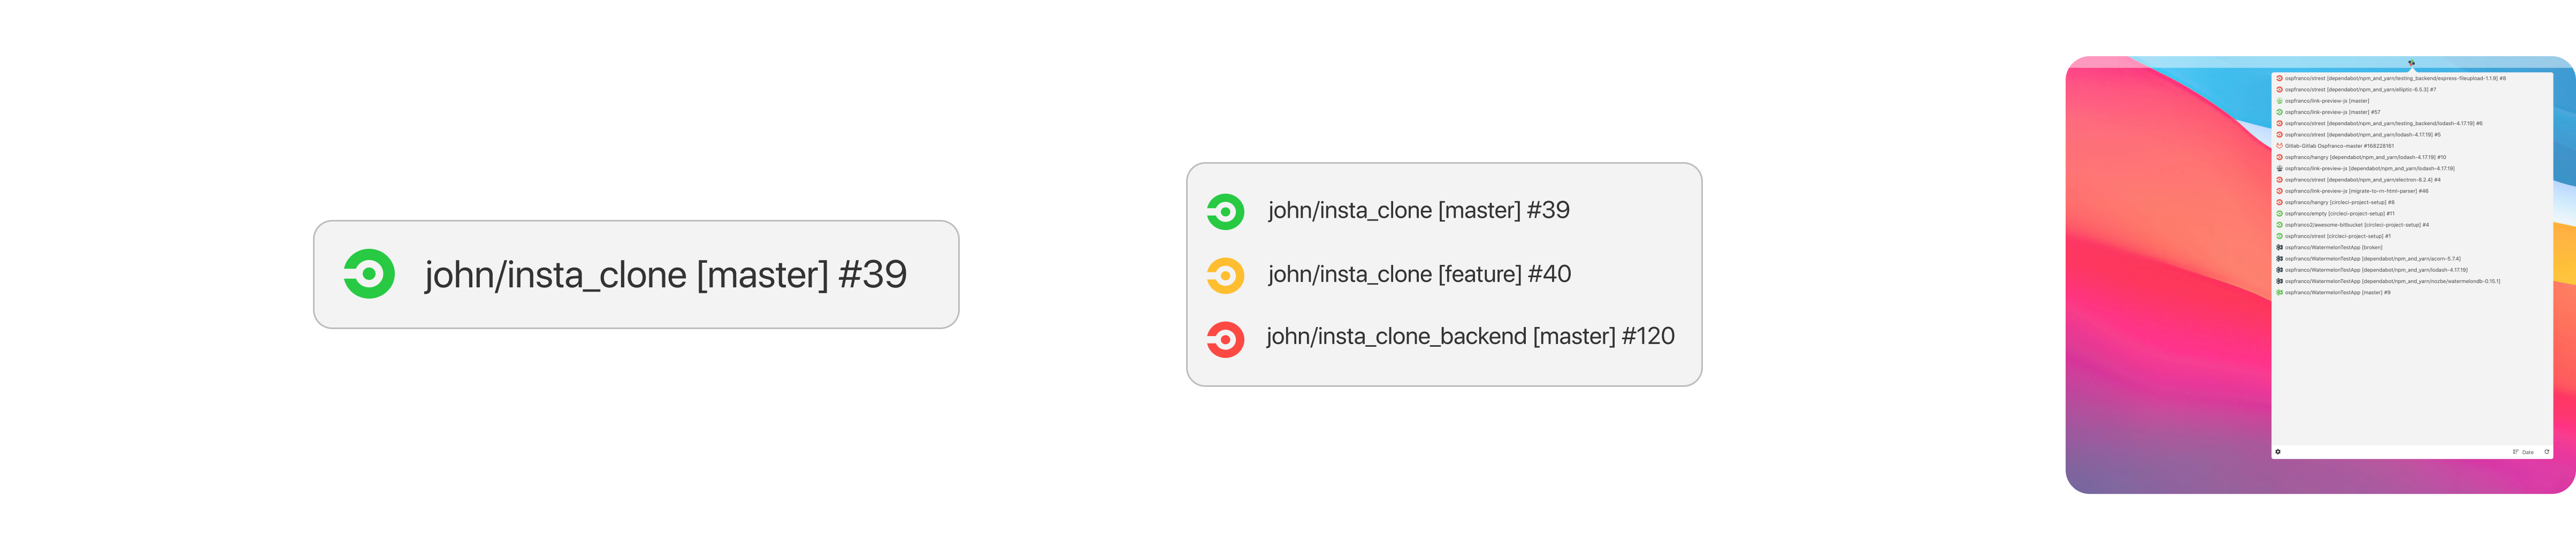 john/insta_clone [master] #39
john/insta_clone [master] #39
john/insta_clone [feature] #40
john/insta_clone_backend [master] #120
ospfranco/strest [dependabot/npm_and_yarn/testing_backend/express-fileupload-1.1.9] #8
ospfranco/strest [dependabot/npm_and_yarn/elliptic-6.5.3] #7
ospfranco/link-preview-js [master]
ospfranco/link-preview-js [master] #57
ospfranco/strest [dependabot/npm_and_yarn/testing_backend/lodash-4.17.19] #6
ospfranco/strest [dependabot/npm_and_yarn/lodash-4.17.19] #5
Gitlab-Gitlab Ospfranco-master #168228161
ospfranco/hangry [dependabot/npm_and_yarn/lodash-4.17.19] #10
ospfranco/link-preview-js [dependabot/npm_and_yarn/lodash-4.17.19]
ospfranco/strest [dependabot/npm_and_yarn/electron-8.2.4] #4
ospfranco/link-preview-js [migrate-to-rn-html-parser] #46
ospfranco/hangry [circleci-project-setup] #8
ospfranco/empty [circleci-project-setup] #11
ospfranco2/awesome-bitbucket [circleci-project-setup] #4
ospfranco/strest [circleci-project-setup] #1
ospfranco/WatermelonTestApp [broken]
ospfranco/WatermelonTestApp [dependabot/npm_and_yarn/acorn-5.7.4]
ospfranco/WatermelonTestApp [dependabot/npm_and_yarn/lodash-4.17.19]
ospfranco/WatermelonTestApp [dependabot/npm_and_yarn/nozbe/watermelondb-0.15.1]
ospfranco/WatermelonTestApp [master] #9
Date